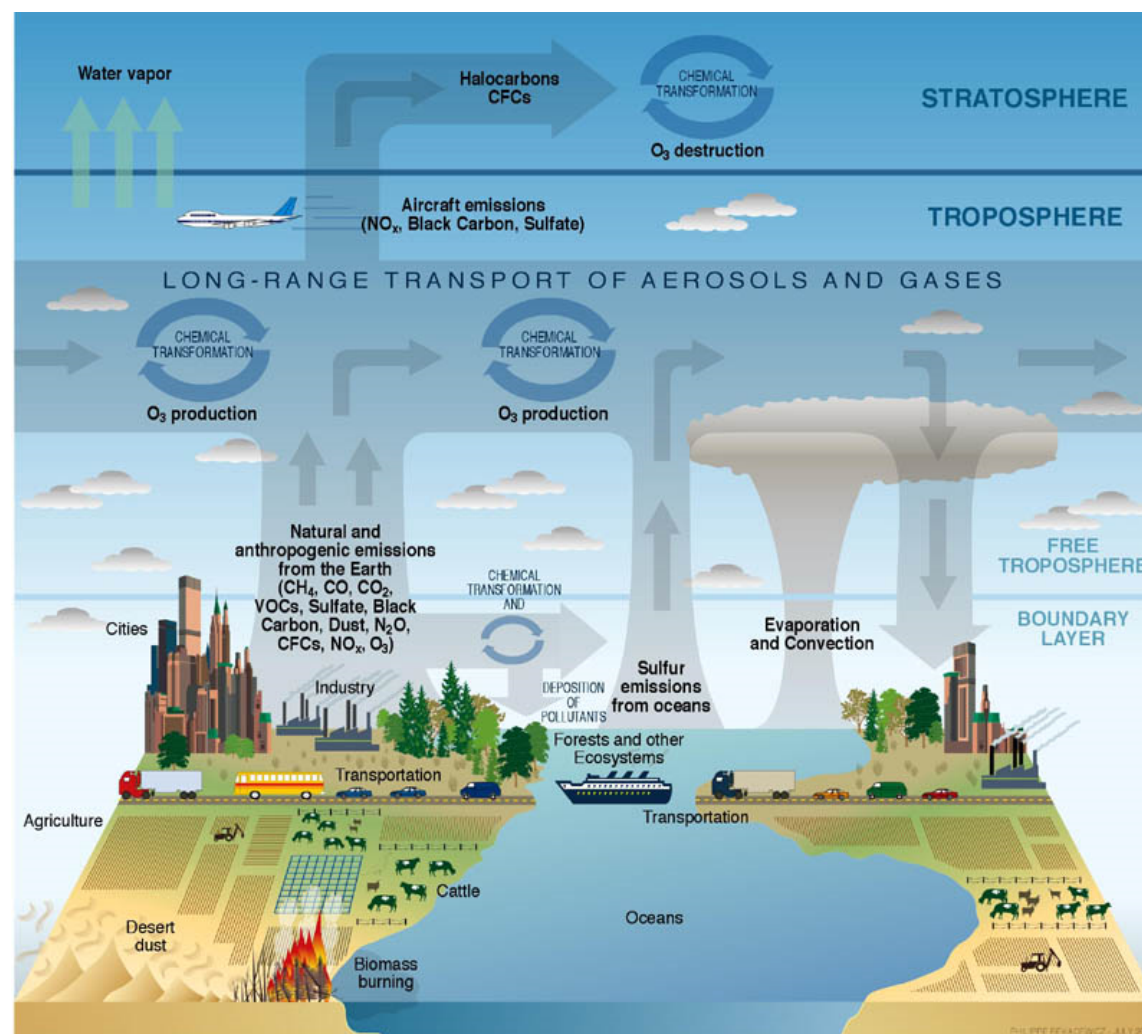 Water vapor
Halocarbons
CFCs
CHEMICAL
TRANSFORMATION
O₃ destruction
STRATOSPHERE
Aircraft emissions
(NOₓ, Black Carbon, Sulfate)
TROPOSPHERE
LONG-RANGE TRANSPORT OF AEROSOLS AND GASES
CHEMICAL
TRANSFORMATION
O₃ production
CHEMICAL
TRANSFORMATION
O₃ production
Natural and
anthropogenic emissions
from the Earth
(CH₄, CO, CO₂,
VOCs, Sulfate, Black
Carbon, Dust, N₂O,
CFCs, NOₓ, O₃)
CHEMICAL
TRANSFORMATION
AND
DEPOSITION
OF
POLLUTANTS
FREE
TROPOSPHERE
BOUNDARY
LAYER
Cities
Industry
Sulfur
emissions
from oceans
Evaporation
and Convection
Forests and other
Ecosystems
Transportation
Transportation
Agriculture
Cattle
Oceans
Desert
dust
Biomass
burning